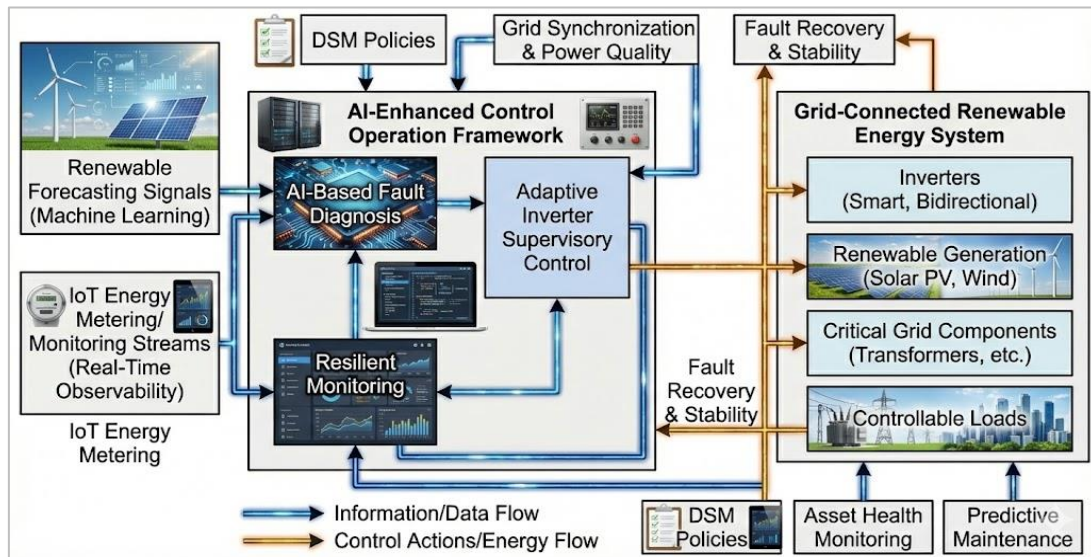 DSM Policies
Grid Synchronization
& Power Quality
Fault Recovery
& Stability
Renewable
Forecasting Signals
(Machine Learning)
IoT Energy
Metering/
Monitoring Streams
(Real-Time
Observability)
IoT Energy
Metering
AI-Enhanced Control
Operation Framework
AI-Based Fault
Diagnosis
Adaptive
Inverter
Supervisory
Control
Resilient
Monitoring
Fault
Recovery
& Stability
Grid-Connected Renewable
Energy System
Inverters
(Smart, Bidirectional)
Renewable Generation
(Solar PV, Wind)
Critical Grid Components
(Transformers, etc.)
Controllable Loads
Information/Data Flow
Control Actions/Energy Flow
DSM
Policies
Asset Health
Monitoring
Predictive
Maintenance